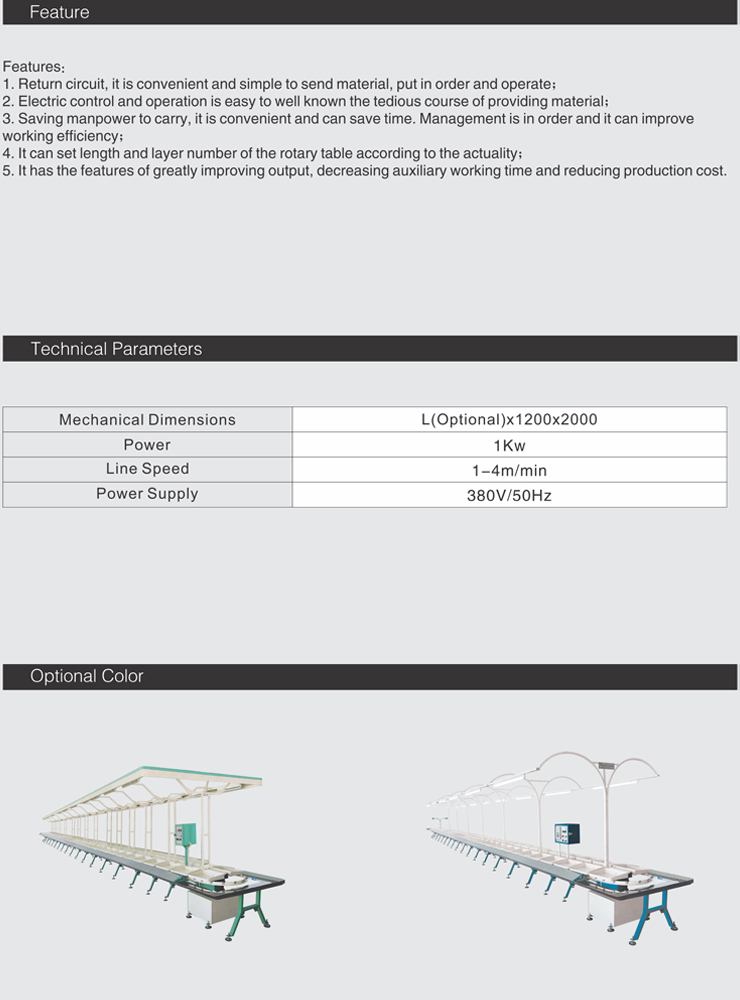 Feature
Features:
1. Return circuit, it is convenient and simple to send material, put in order and operate;
2. Electric control and operation is easy to well known the tedious course of providing material;
3. Saving manpower to carry, it is convenient and can save time. Management is in order and it can improve
working efficiency;
4. It can set length and layer number of the rotary table according to the actuality;
5. It has the features of greatly improving output, decreasing auxiliary working time and reducing production cost.
Technical Parameters
Mechanical Dimensions L(Optional)x1200x2000
Power 1Kw
Line Speed 1–4m/min
Power Supply 380V/50Hz
Optional Color